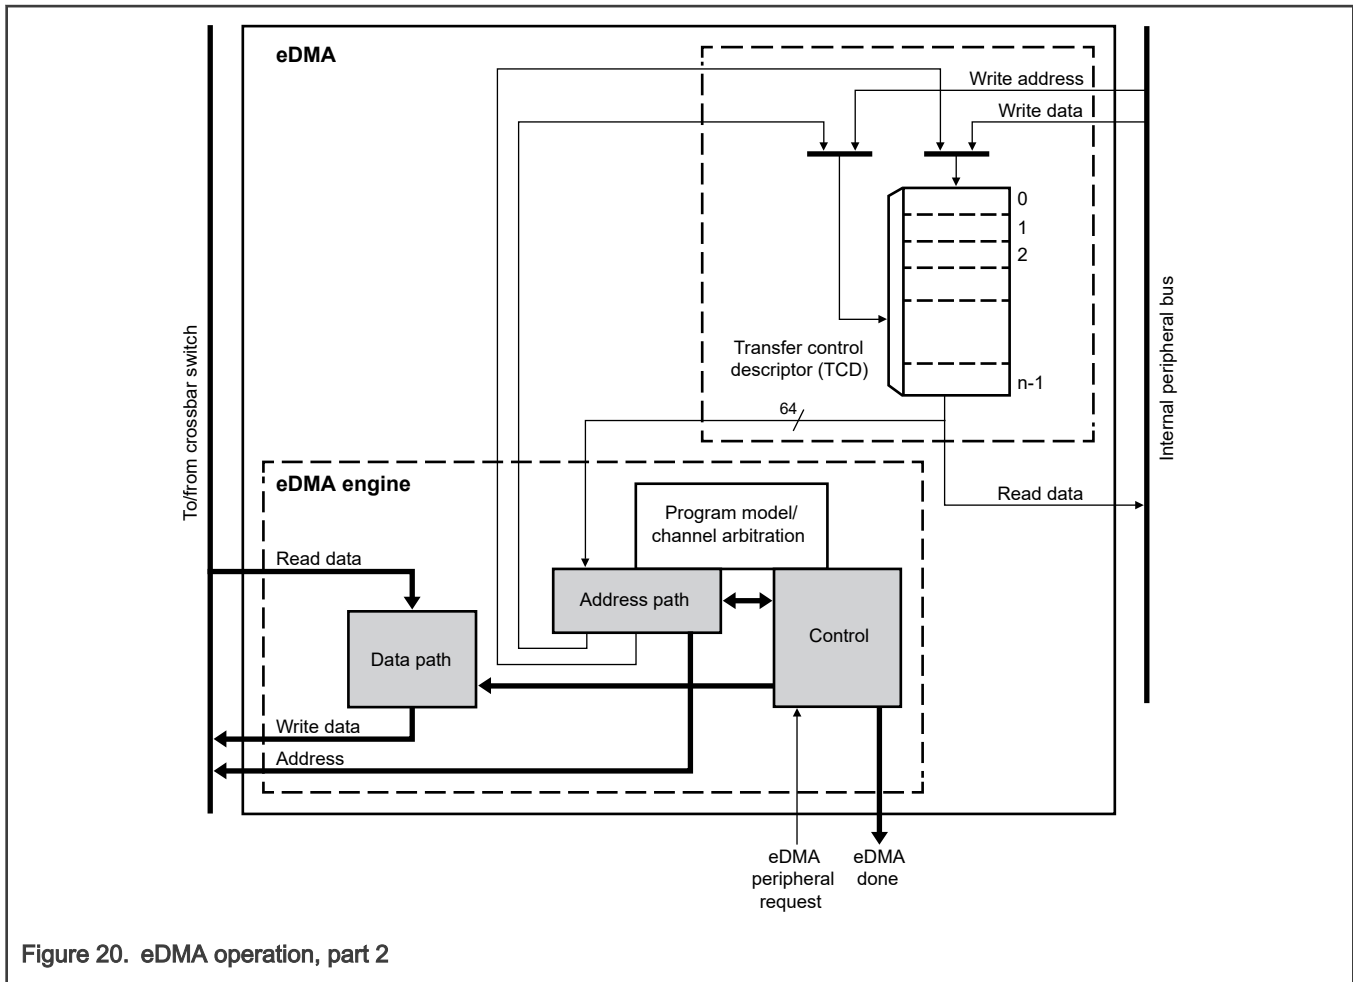 eDMA
Write address
Write data
0
1
2
Transfer control
descriptor (TCD)
n-1
64
To/from crossbar switch
Internal peripheral bus
eDMA engine
Program model/
channel arbitration
Read data
Read data
Address path
Control
Data path
Write data
Address
eDMA
peripheral
request
eDMA
done
Figure 20. eDMA operation, part 2